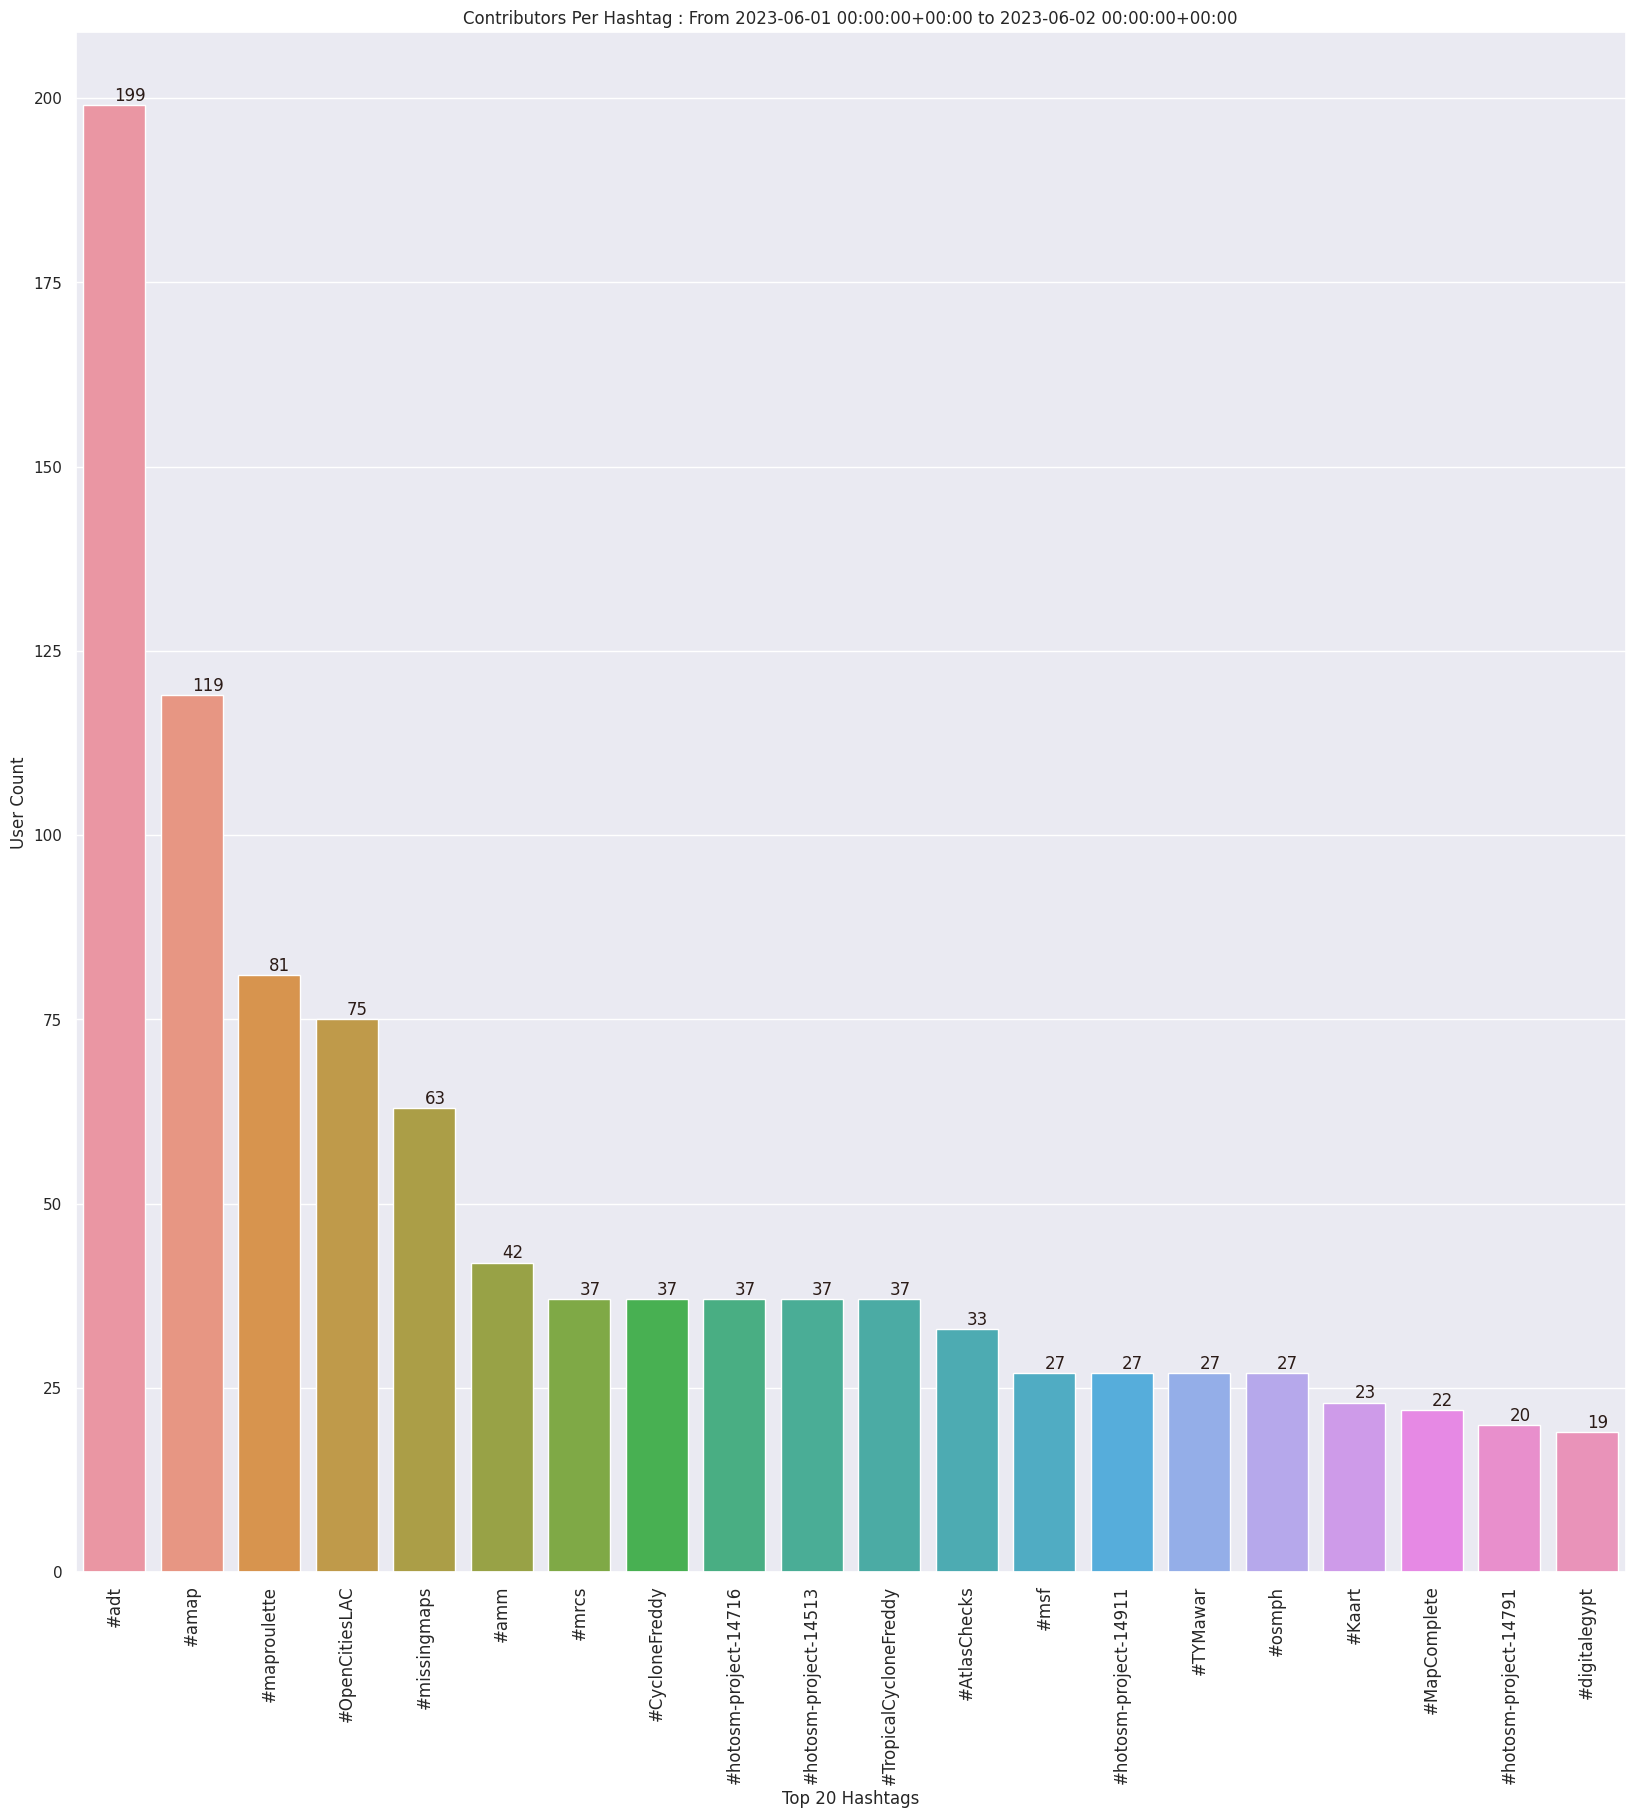 Contributors Per Hashtag : From 2023-06-01 00:00:00+00:00 to 2023-06-02 00:00:00+00:00
User Count
200
175
150
125
100
75
50
25
0
199
119
81
75
63
42
37
37
37
37
37
33
27
27
27
27
23
22
20
19
#adt
#amap
#maproulette
#OpenCitiesLAC
#missingmaps
#amm
#mrcs
#CycloneFreddy
#hotosm-project-14716
#hotosm-project-14513
#TropicalCycloneFreddy
#AtlasChecks
#msf
#hotosm-project-14911
#TYMawar
#osmph
#Kaart
#MapComplete
#hotosm-project-14791
#digitalegypt
Top 20 Hashtags